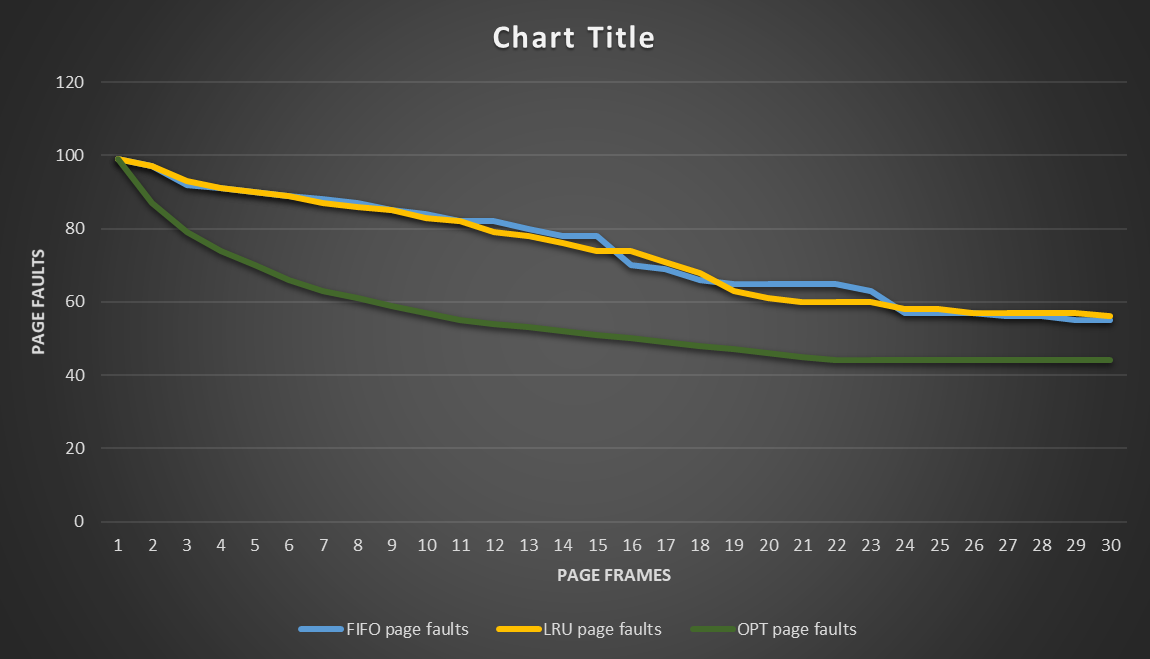 Chart Title
120
100
80
60
40
20
0
PAGE FAULTS
1 2 3 4 5 6 7 8 9 10 11 12 13 14 15 16 17 18 19 20 21 22 23 24 25 26 27 28 29 30
PAGE FRAMES
FIFO page faults LRU page faults OPT page faults